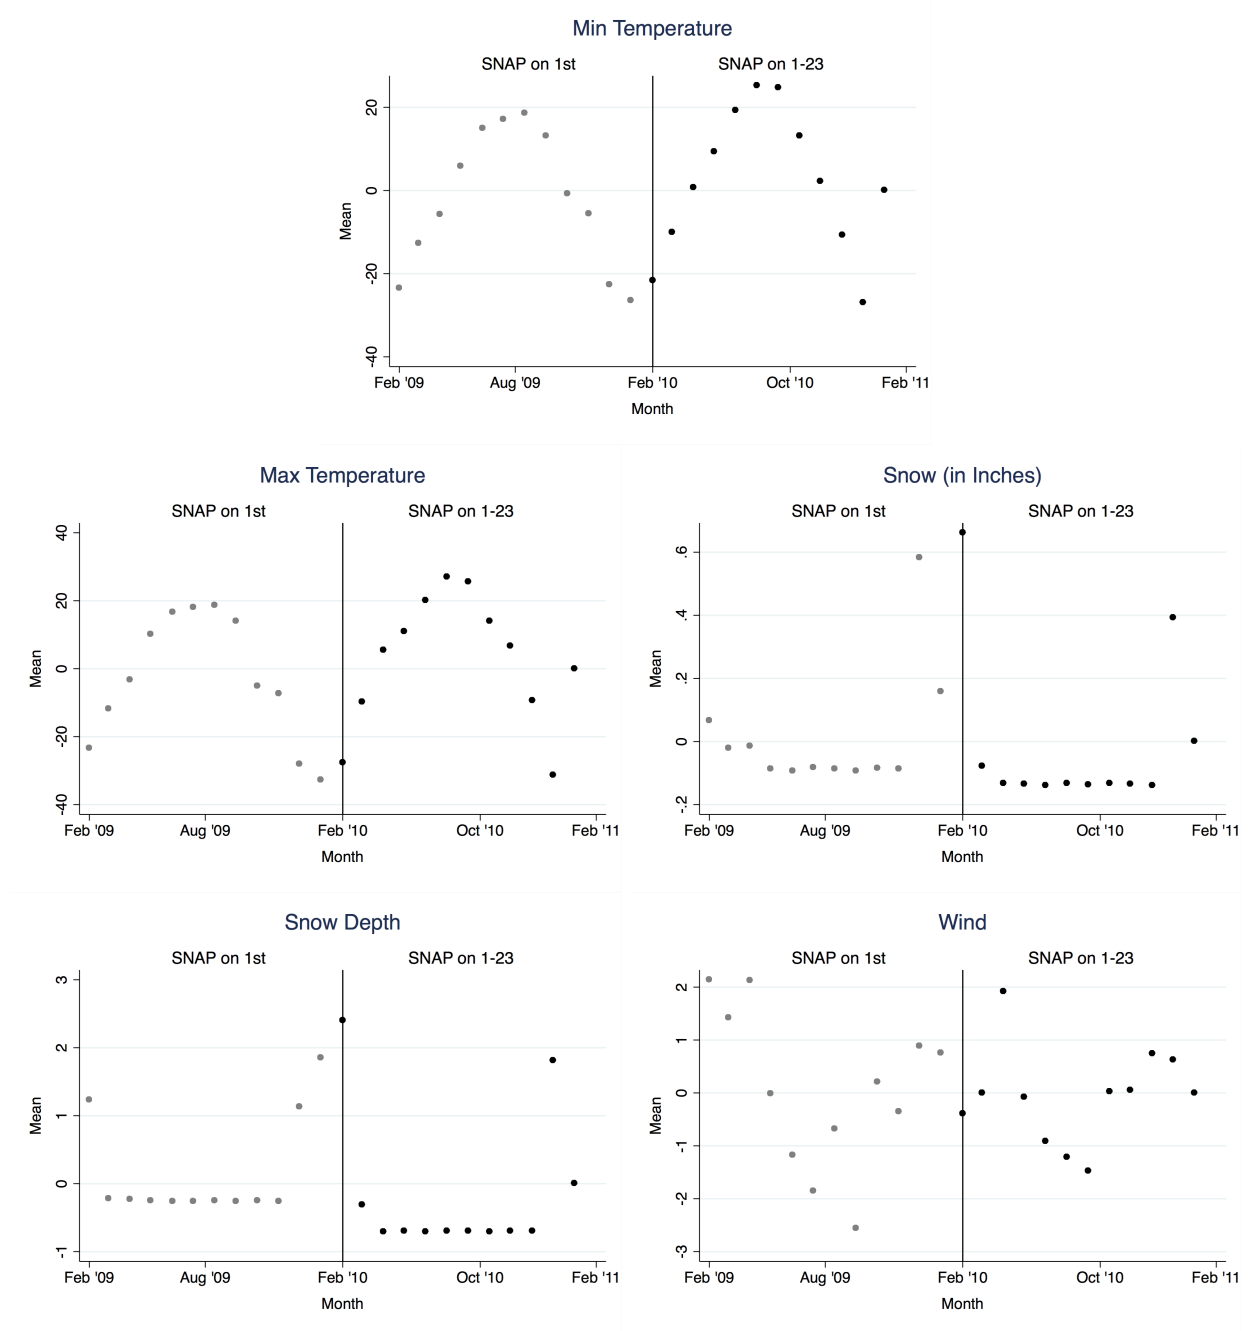 Min Temperature
SNAP on 1st SNAP on 1-23
20
0
-20
-40
Mean
Feb '09 Aug '09 Feb '10 Oct '10 Feb '11
Month
Max Temperature
SNAP on 1st SNAP on 1-23
40
20
0
-20
-40
Mean
Feb '09 Aug '09 Feb '10 Oct '10 Feb '11
Month
Snow (in Inches)
SNAP on 1st SNAP on 1-23
.6
.4
.2
0
-.2
Mean
Feb '09 Aug '09 Feb '10 Oct '10 Feb '11
Month
Snow Depth
SNAP on 1st SNAP on 1-23
3
2
1
0
-1
Mean
Feb '09 Aug '09 Feb '10 Oct '10 Feb '11
Month
Wind
SNAP on 1st SNAP on 1-23
2
1
0
-1
-2
-3
Mean
Feb '09 Aug '09 Feb '10 Oct '10 Feb '11
Month